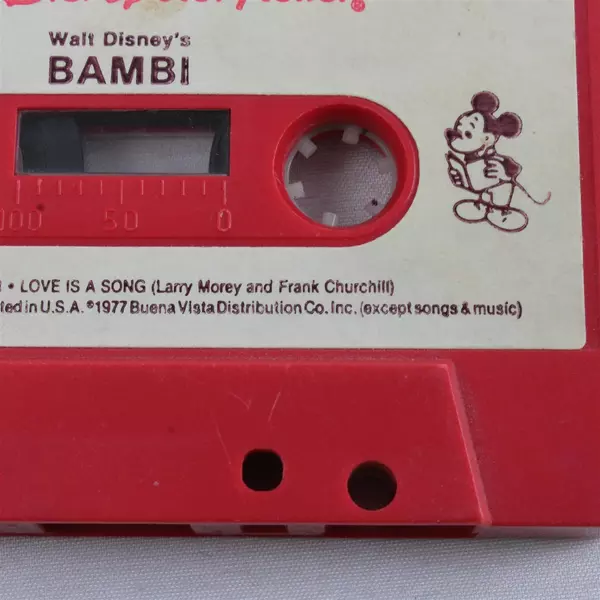 Walt Disney's
BAMBI
100 50 0
• LOVE IS A SONG (Larry Morey and Frank Churchill)
in U.S.A. ©1977 Buena Vista Distribution Co. Inc. (except songs & music)